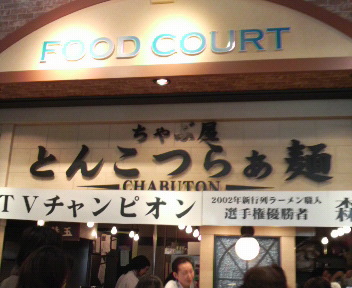 FOOD COURT
ちゃぶ屋
とんこつらぁ麺
CHABUTON
TVチャンピオン
2002年新行列ラーメン職人
選手権優勝者
森